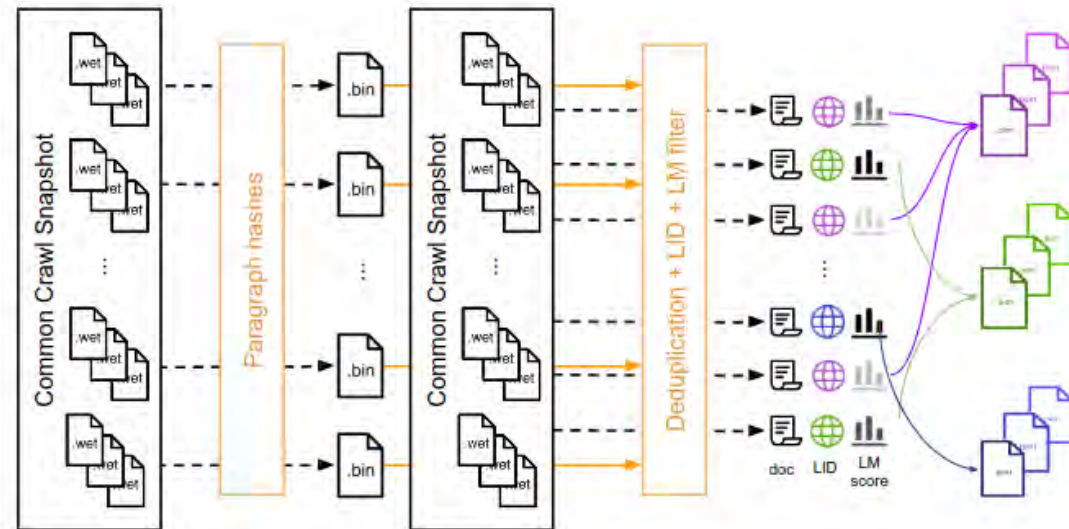 Common Crawl Snapshot
.wet
wet
.wet
.wet
wet
.wet
...
.wet
wet
.wet
.wet
wet
.wet
Paragraph hashes
.bin
.bin
...
.bin
.bin
Common Crawl Snapshot
.wet
wet
.wet
.wet
wet
.wet
...
.wet
wet
.wet
.wet
wet
.wet
Deduplication + LID + LM filter
...
doc
LID
LM
score